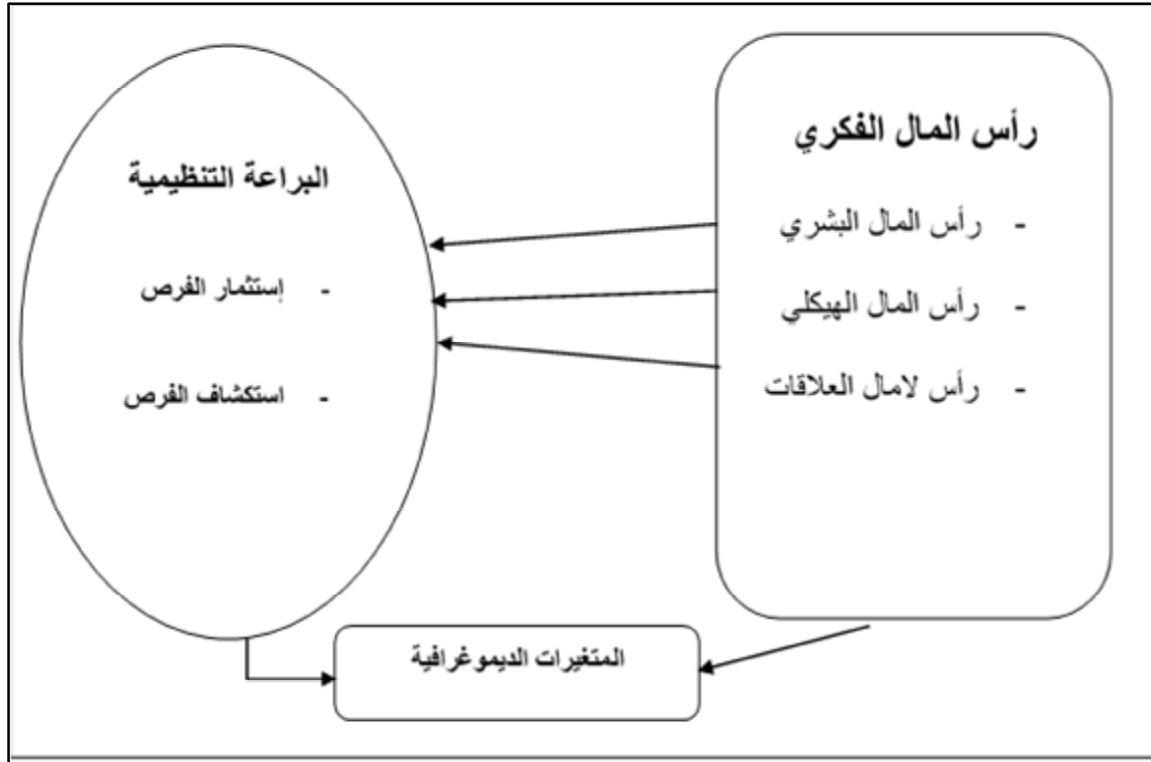 رأس المال الفكري
- رأس المال البشري
- رأس المال الهيكلي
- رأس لامال العلاقات
البراعة التنظيمية
- إستثمار الفرص
- استكشاف الفرص
المتغيرات الديموغرافية